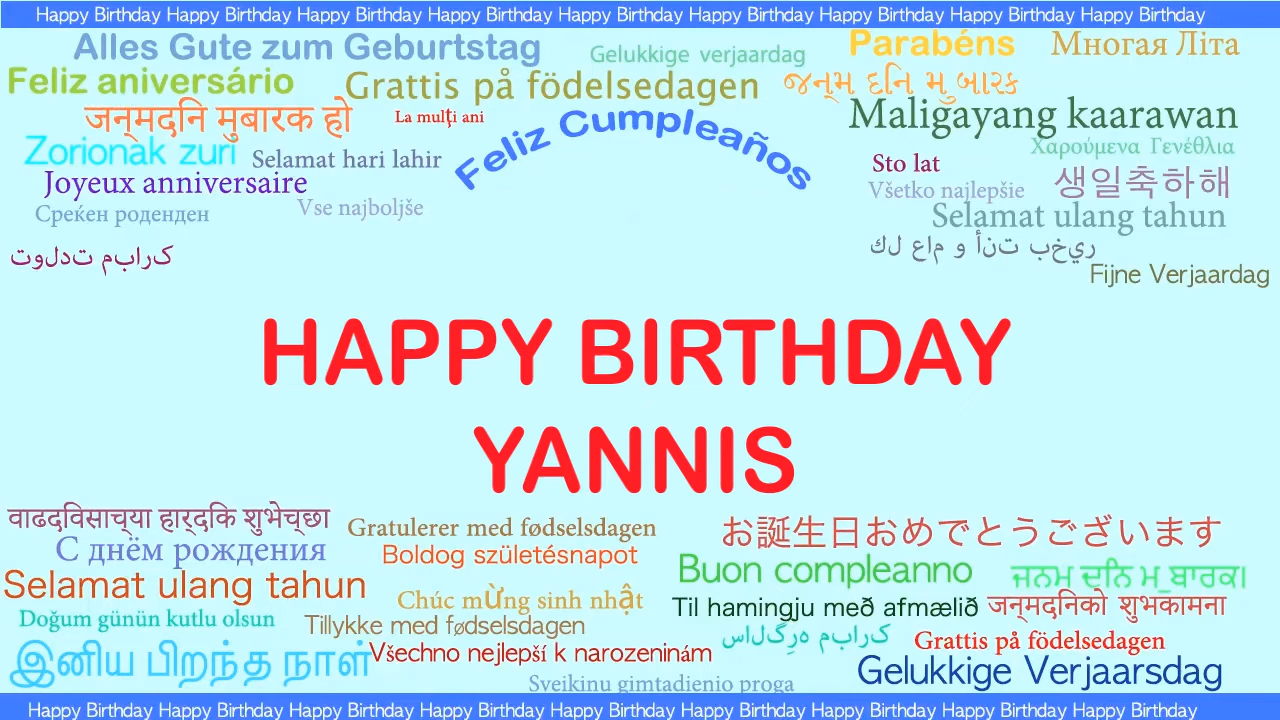 Happy Birthday Happy Birthday Happy Birthday Happy Birthday Happy Birthday Happy Birthday Happy Birthday Happy Birthday Happy Birthday
Alles Gute zum Geburtstag
Gelukkige verjaardag
Parabéns
Многая Літа
Feliz aniversário
Grattis på födelsedagen
જન્મ દિન મુબારક
जन्मदिन मुबारक हो
La mulţi ani
Feliz Cumpleaños
Maligayang kaarawan
Zorionak zuri
Selamat hari lahir
Χαρούμενα Γενέθλια
Sto lat
Joyeux anniversaire
Všetko najlepšie
생일축하해
Среќен роденден
Vse najboljše
Selamat ulang tahun
تولدت مبارک
كل عام و أنت بخير
Fijne Verjaardag
HAPPY BIRTHDAY
YANNIS
वाढदिवसाच्या हार्दिक शुभेच्छा
Gratulerer med fødselsdagen
お誕生日おめでとうございます
С днём рождения
Boldog születésnapot
Buon compleanno
ਜਨਮ ਦਿਨ ਮੁਬਾਰਕ।
Selamat ulang tahun
Chúc mừng sinh nhật
Til hamingju með afmælið
जन्मदिनको शुभकामना
Doğum günün kutlu olsun
Tillykke med fødselsdagen
سالگرہ مبارک
Grattis på födelsedagen
இனிய பிறந்த நாள்
Všechno nejlepší k narozeninám
Gelukkige Verjaarsdag
Sveikinu gimtadienio proga
Happy Birthday Happy Birthday Happy Birthday Happy Birthday Happy Birthday Happy Birthday Happy Birthday Happy Birthday Happy Birthday